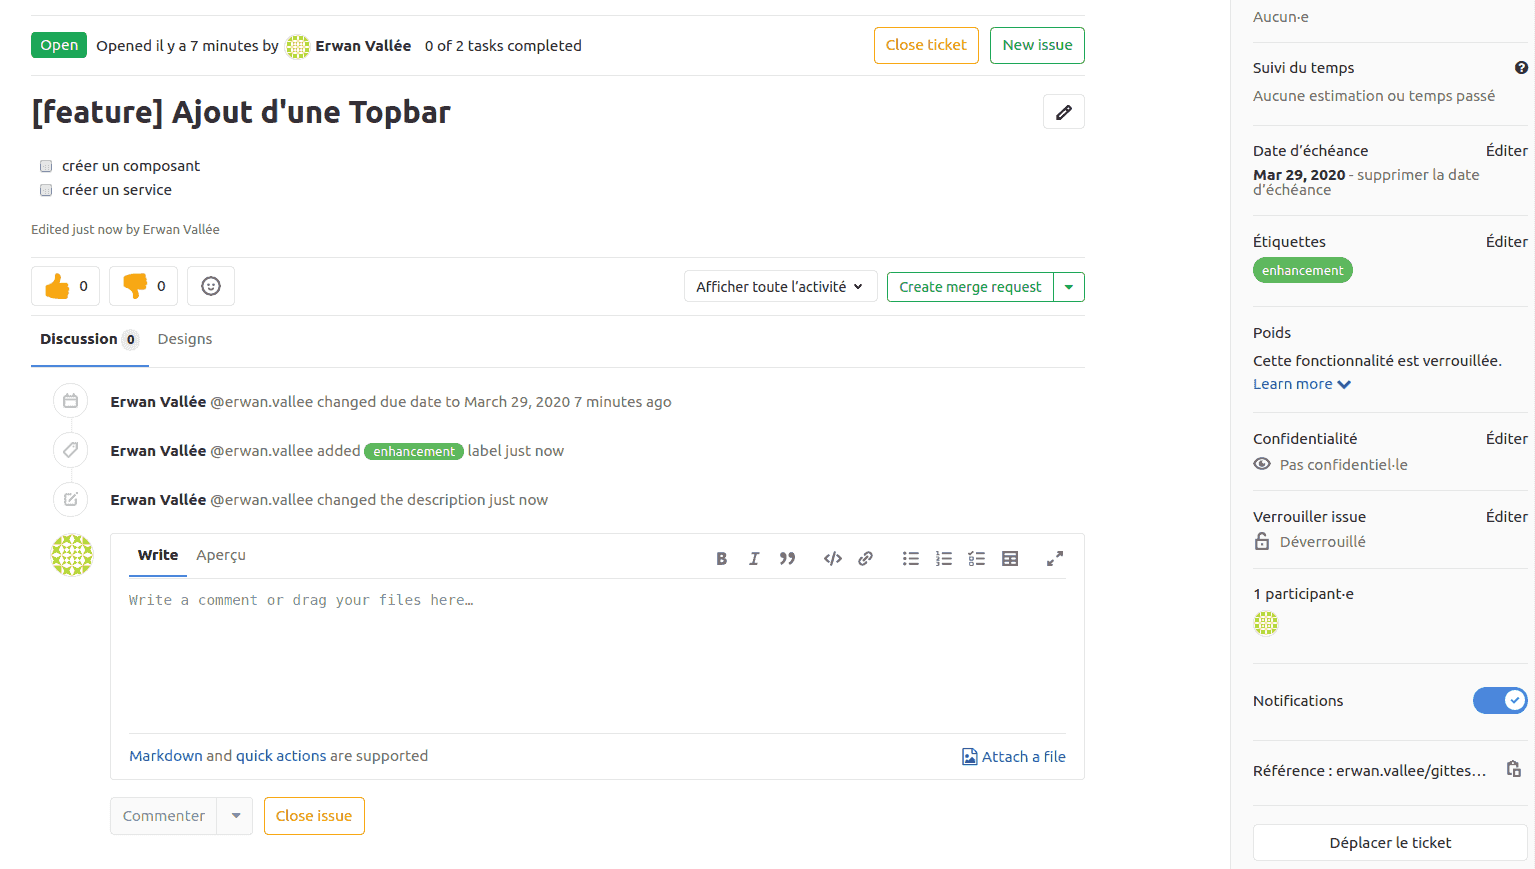 Open Opened il y a 7 minutes by Erwan Vallée 0 of 2 tasks completed Close ticket New issue
[feature] Ajout d'une Topbar
créer un composant
créer un service
Edited just now by Erwan Vallée
0 0 Afficher toute l’activité Create merge request
Discussion 0 Designs
Erwan Vallée @erwan.vallee changed due date to March 29, 2020 7 minutes ago
Erwan Vallée @erwan.vallee added enhancement label just now
Erwan Vallée @erwan.vallee changed the description just now
Write Aperçu
Write a comment or drag your files here…
Markdown and quick actions are supported Attach a file
Commenter Close issue
Aucun·e
Suivi du temps
Aucune estimation ou temps passé
Date d’échéance Éditer
Mar 29, 2020 - supprimer la date
d’échéance
Étiquettes Éditer
enhancement
Poids
Cette fonctionnalité est verrouillée.
Learn more
Confidentialité Éditer
Pas confidentiel·le
Verrouiller issue Éditer
Déverrouillé
1 participant·e
Notifications
Référence : erwan.vallee/gittes…
Déplacer le ticket